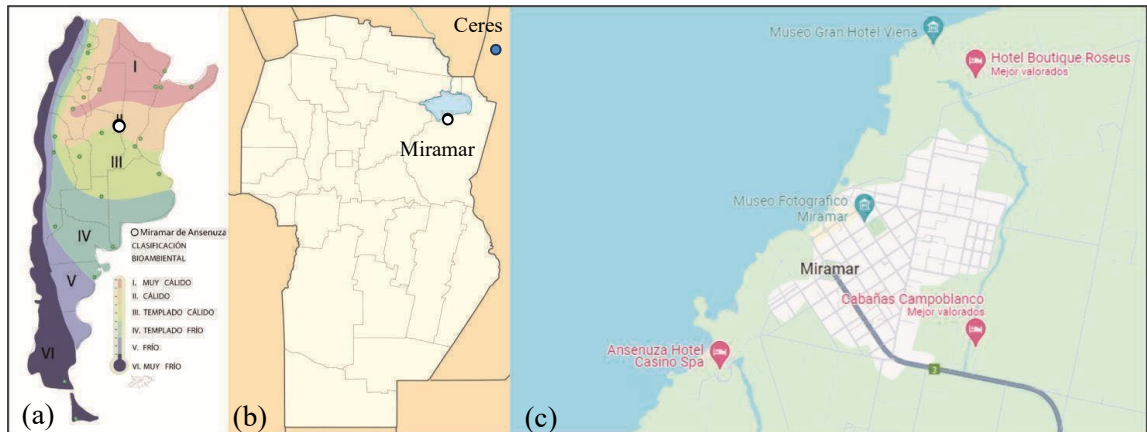 I
II
III
IV
V
VI
Miramar de Ansenuza
CLASIFICACIÓN
BIOAMBIENTAL
I. MUY CÁLIDO
II. CÁLIDO
III. TEMPLADO CÁLIDO
IV. TEMPLADO FRÍO
V. FRÍO
VI. MUY FRÍO
(a)
Ceres
Miramar
(b)
Museo Gran Hotel Viena
Hotel Boutique Roseus
Mejor valorados
Museo Fotografico
Miramar
Miramar
Cabañas Campoblanco
Mejor valorados
Ansenuza Hotel
Casino Spa
3
(c)